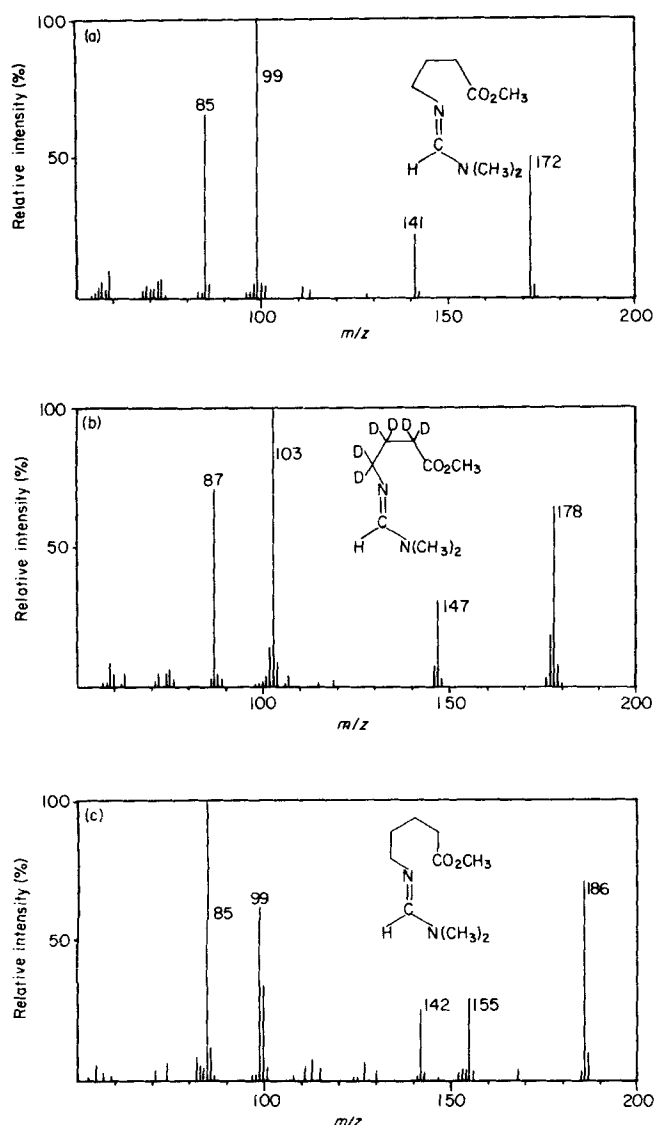 (a)
Relative intensity (%)
100
50
85
99
141
172
CO₂CH₃
N
C
H
N(CH₃)₂
100
150
200
m/z
(b)
Relative intensity (%)
100
50
87
103
147
178
D D D D
D
D
CO₂CH₃
N
C
H
N(CH₃)₂
100
150
200
m/z
(c)
Relative intensity (%)
100
50
85
99
142
155
186
CO₂CH₃
N
C
H
N(CH₃)₂
100
150
200
m/z